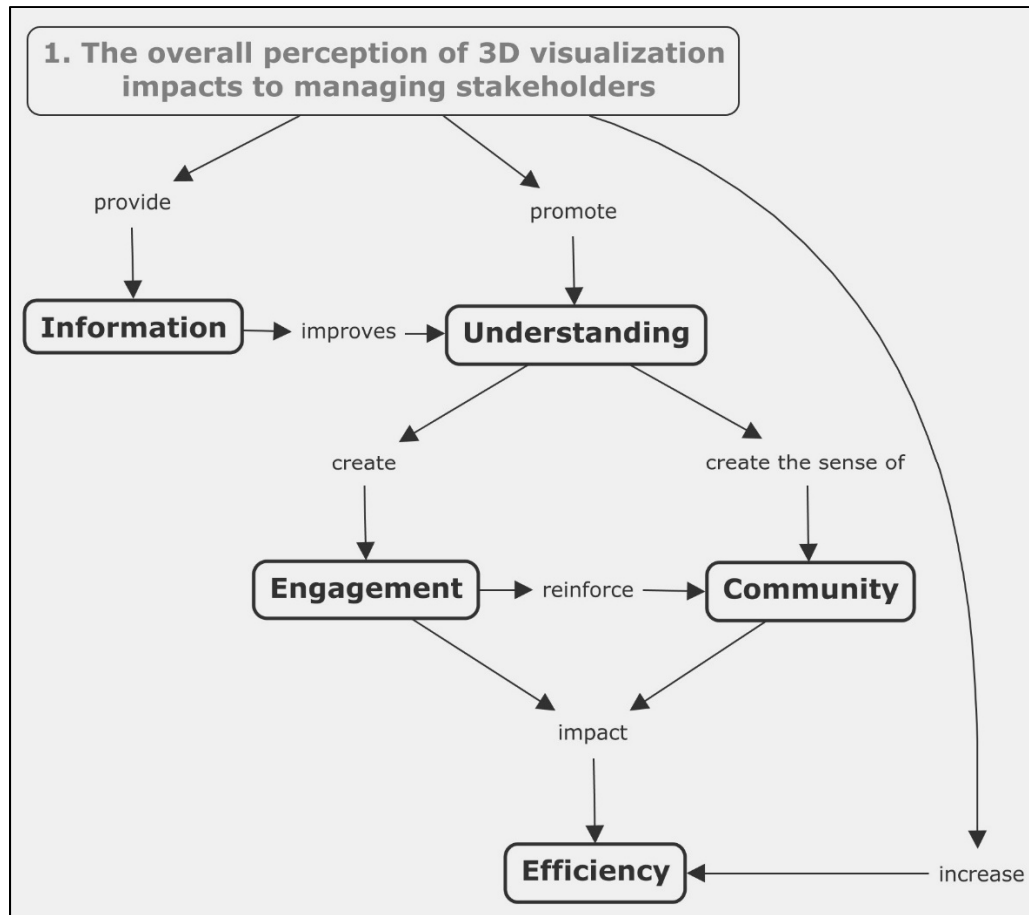 1. The overall perception of 3D visualization
impacts to managing stakeholders
provide
promote
Information
improves
Understanding
create
create the sense of
Engagement
reinforce
Community
impact
Efficiency
increase